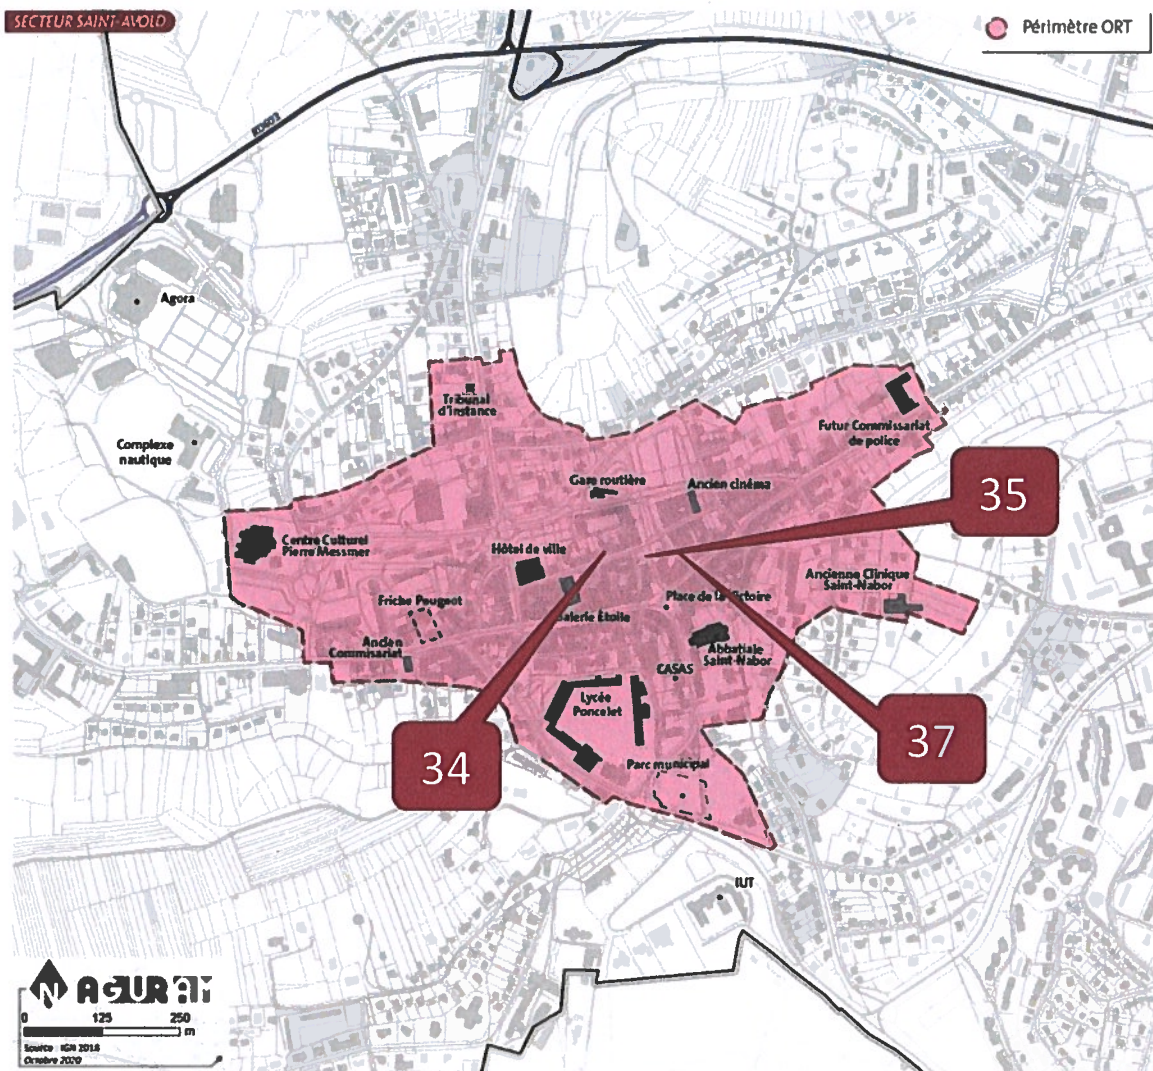 SECTEUR SAINT-AVOLD
Périmètre ORT
Agora
Tribunal
d'Instance
Futur Commissariat
de police
Complexe
nautique
Gare routière
Ancien cinéma
35
Centre Culturel
Pierre Messmer
Hôtel de ville
Ancienne Clinique
Saint-Nabor
Friche Peugeot
Place de la Victoire
Galerie Étoile
Ancien
Commisariat
Abbatiale
Saint-Nabor
CASAS
Lycée
Poncelet
34
37
Parc municipal
IUT
N AGURAM
0 125 250
m
Source : IGN 2018
Octobre 2020